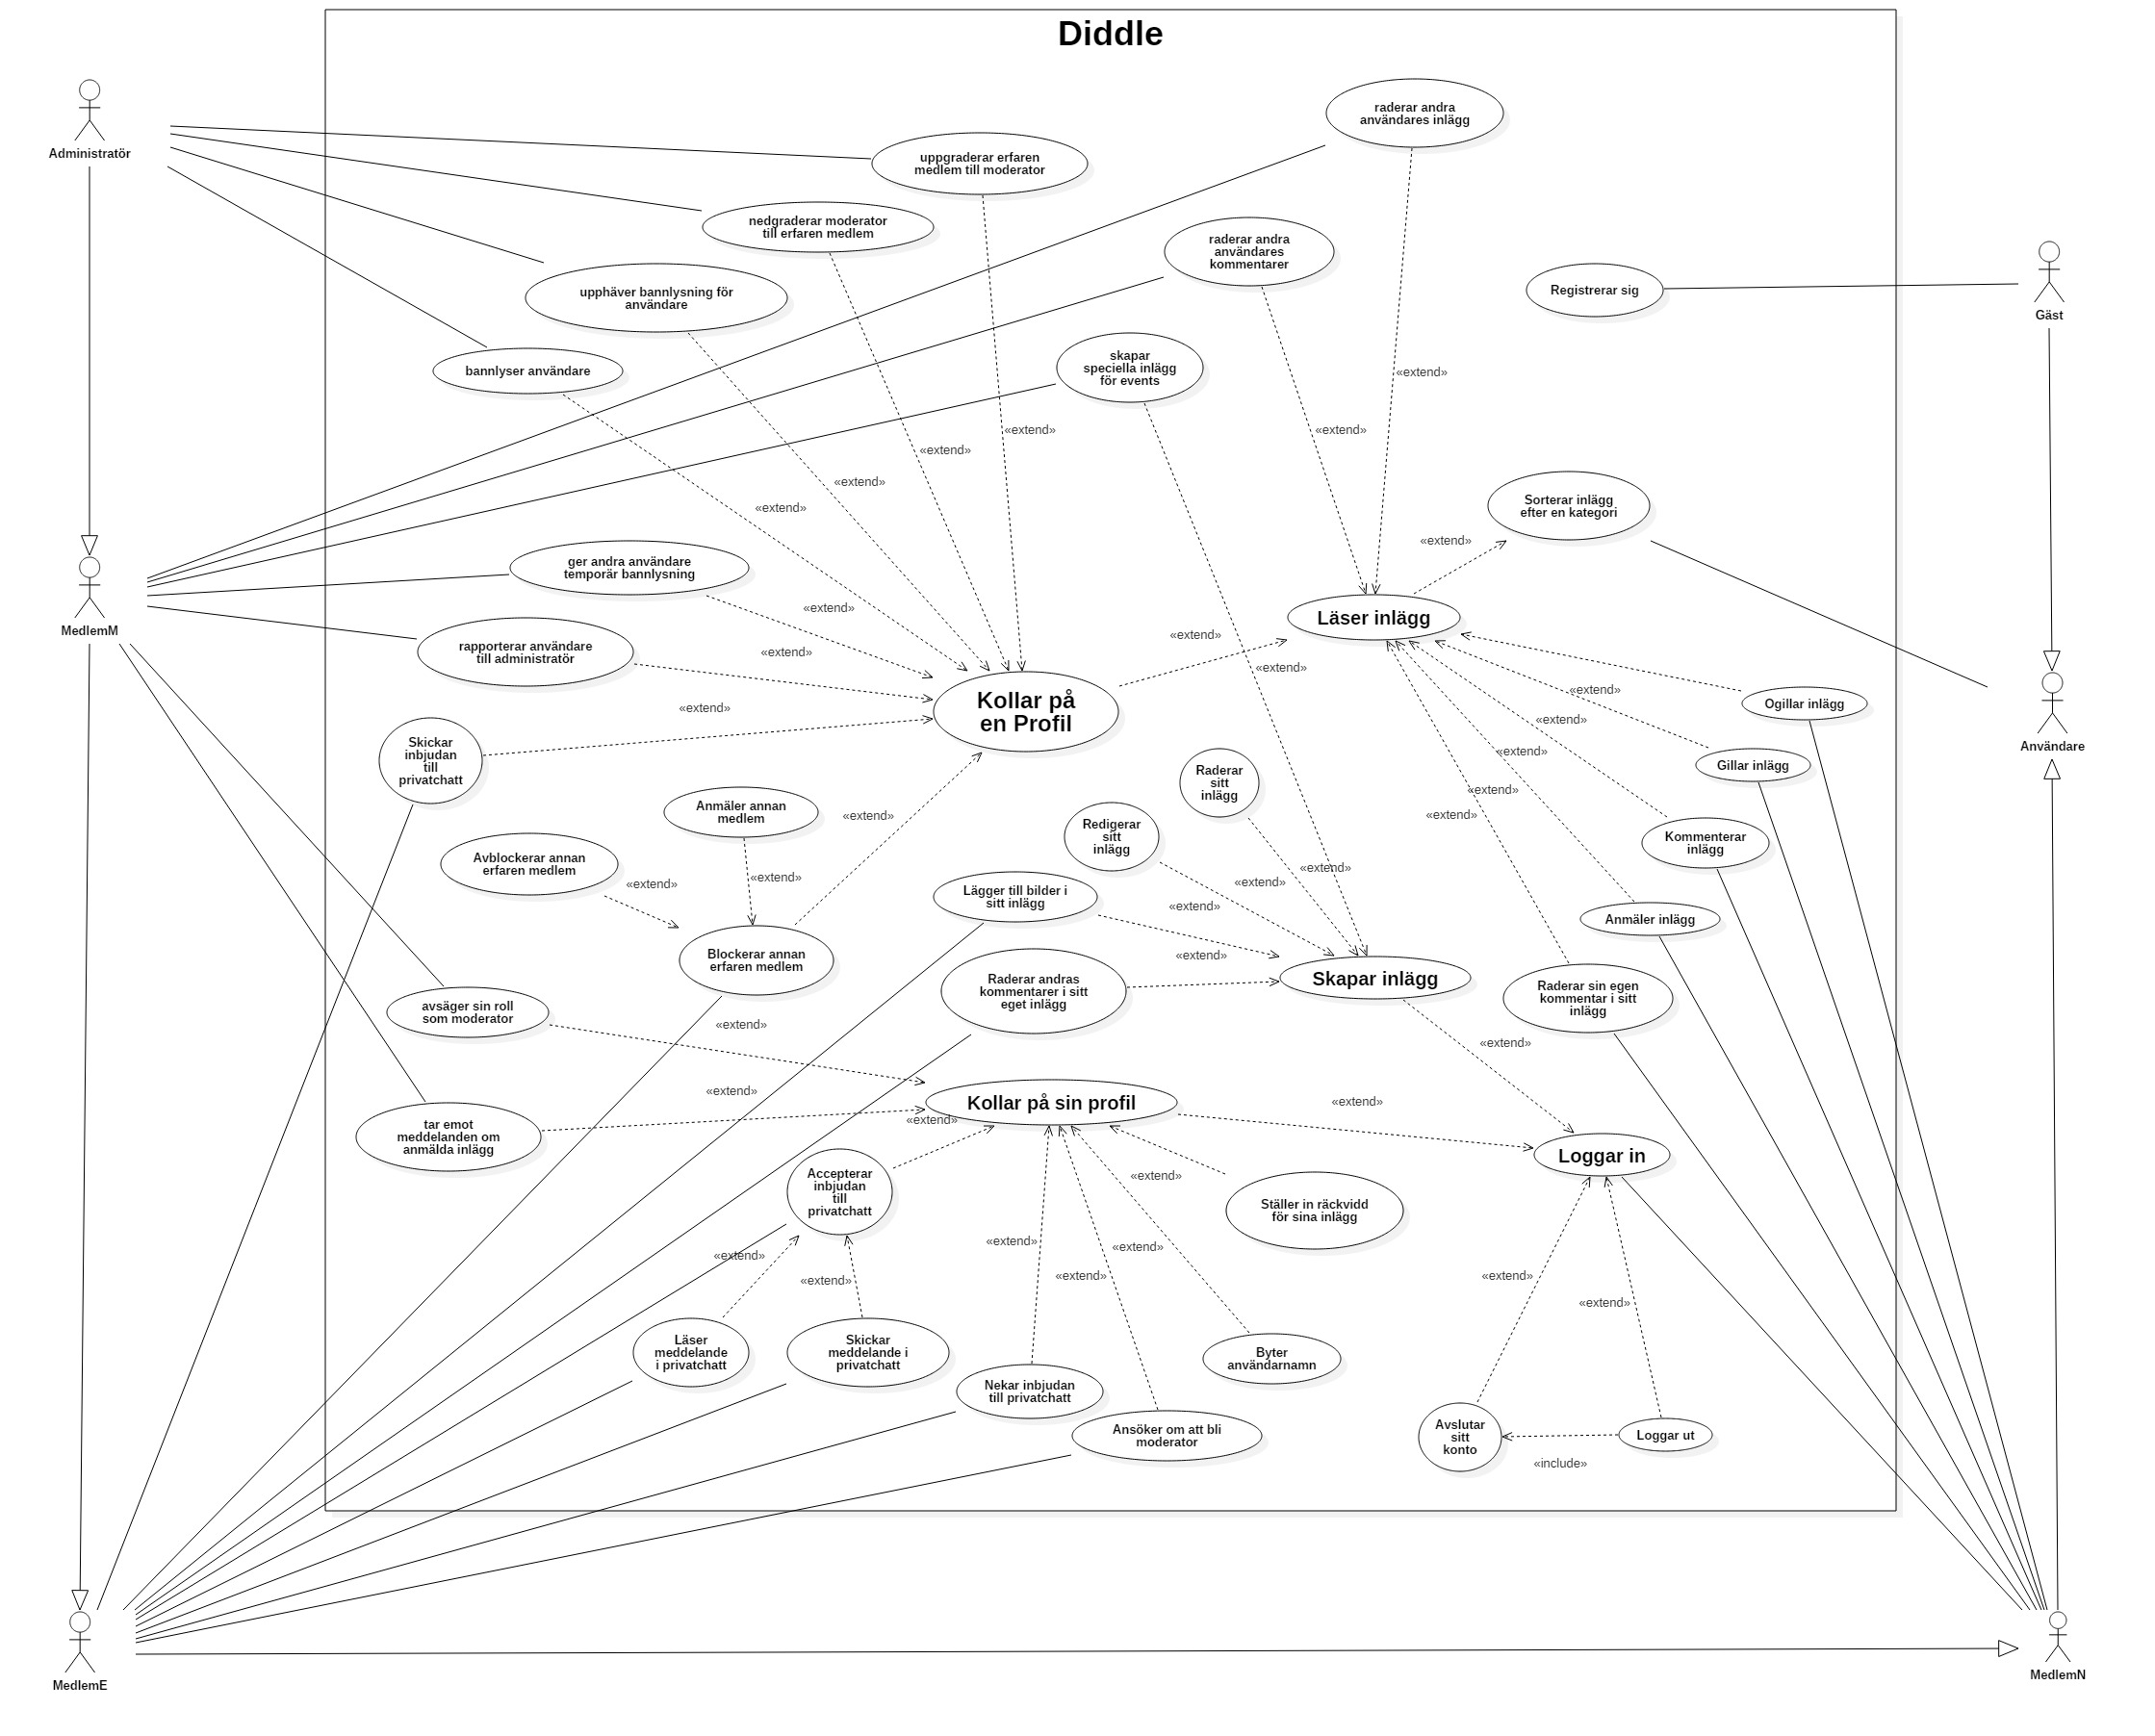 Diddle
Administratör
raderar andra
användares inlägg
uppgraderar erfaren
medlem till moderator
nedgraderar moderator
till erfaren medlem
raderar andra
användares
kommentarer
upphäver bannlysning för
användare
Registrerar sig
Gäst
bannlyser användare
skapar
speciella inlägg
för events
«extend»
«extend»
«extend»
«extend»
«extend»
«extend»
Sorterar inlägg
efter en kategori
«extend»
ger andra användare
temporär bannlysning
«extend»
MedlemM
Läser inlägg
rapporterar användare
till administratör
«extend»
«extend»
«extend»
Kollar på
en Profil
«extend»
«extend»
Ogillar inlägg
«extend»
Användare
Skickar
inbjudan
till
privatchatt
«extend»
Gillar inlägg
Raderar
sitt
inlägg
«extend»
Anmäler annan
medlem
«extend»
«extend»
Redigerar
sitt
inlägg
Kommenterar
inlägg
Avblockerar annan
erfaren medlem
«extend»
«extend»
«extend»
«extend»
Lägger till bilder i
sitt inlägg
«extend»
Anmäler inlägg
Blockerar annan
erfaren medlem
«extend»
Raderar andras
kommentarer i sitt
eget inlägg
Skapar inlägg
Raderar sin egen
kommentar i sitt
inlägg
avsäger sin roll
som moderator
«extend»
«extend»
«extend»
Kollar på sin profil
«extend»
«extend»
tar emot
meddelanden om
anmälda inlägg
Loggar in
Accepterar
inbjudan
till
privatchatt
«extend»
Ställer in räckvidd
för sina inlägg
«extend»
«extend»
«extend»
«extend»
«extend»
«extend»
«extend»
Läser
meddelande
i privatchatt
Skickar
meddelande i
privatchatt
Byter
användarnamn
Nekar inbjudan
till privatchatt
Ansöker om att bli
moderator
Avslutar
sitt
konto
Loggar ut
«include»
MedlemE
MedlemN